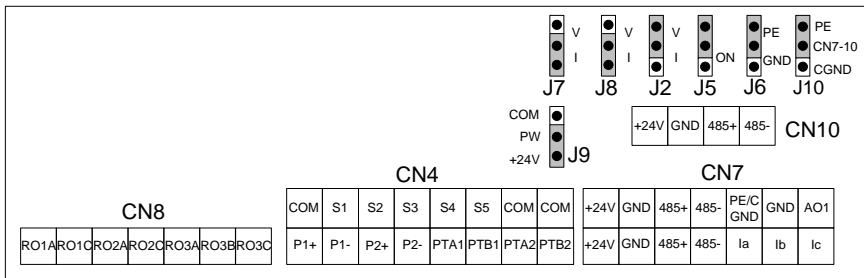 V V V PE PE
CN7-10
I I I ON GND
CGND
J7 J8 J2 J5 J6 J10
COM
PW
+24V J9
+24V GND 485+ 485- CN10
CN4 CN7
CN8
COM S1 S2 S3 S4 S5 COM COM
P1+ P1- P2+ P2- PTA1 PTB1 PTA2 PTB2
+24V GND 485+ 485- PE/C GND GND AO1
+24V GND 485+ 485- Ia Ib Ic
RO1A RO1C RO2A RO2C RO3A RO3B RO3C